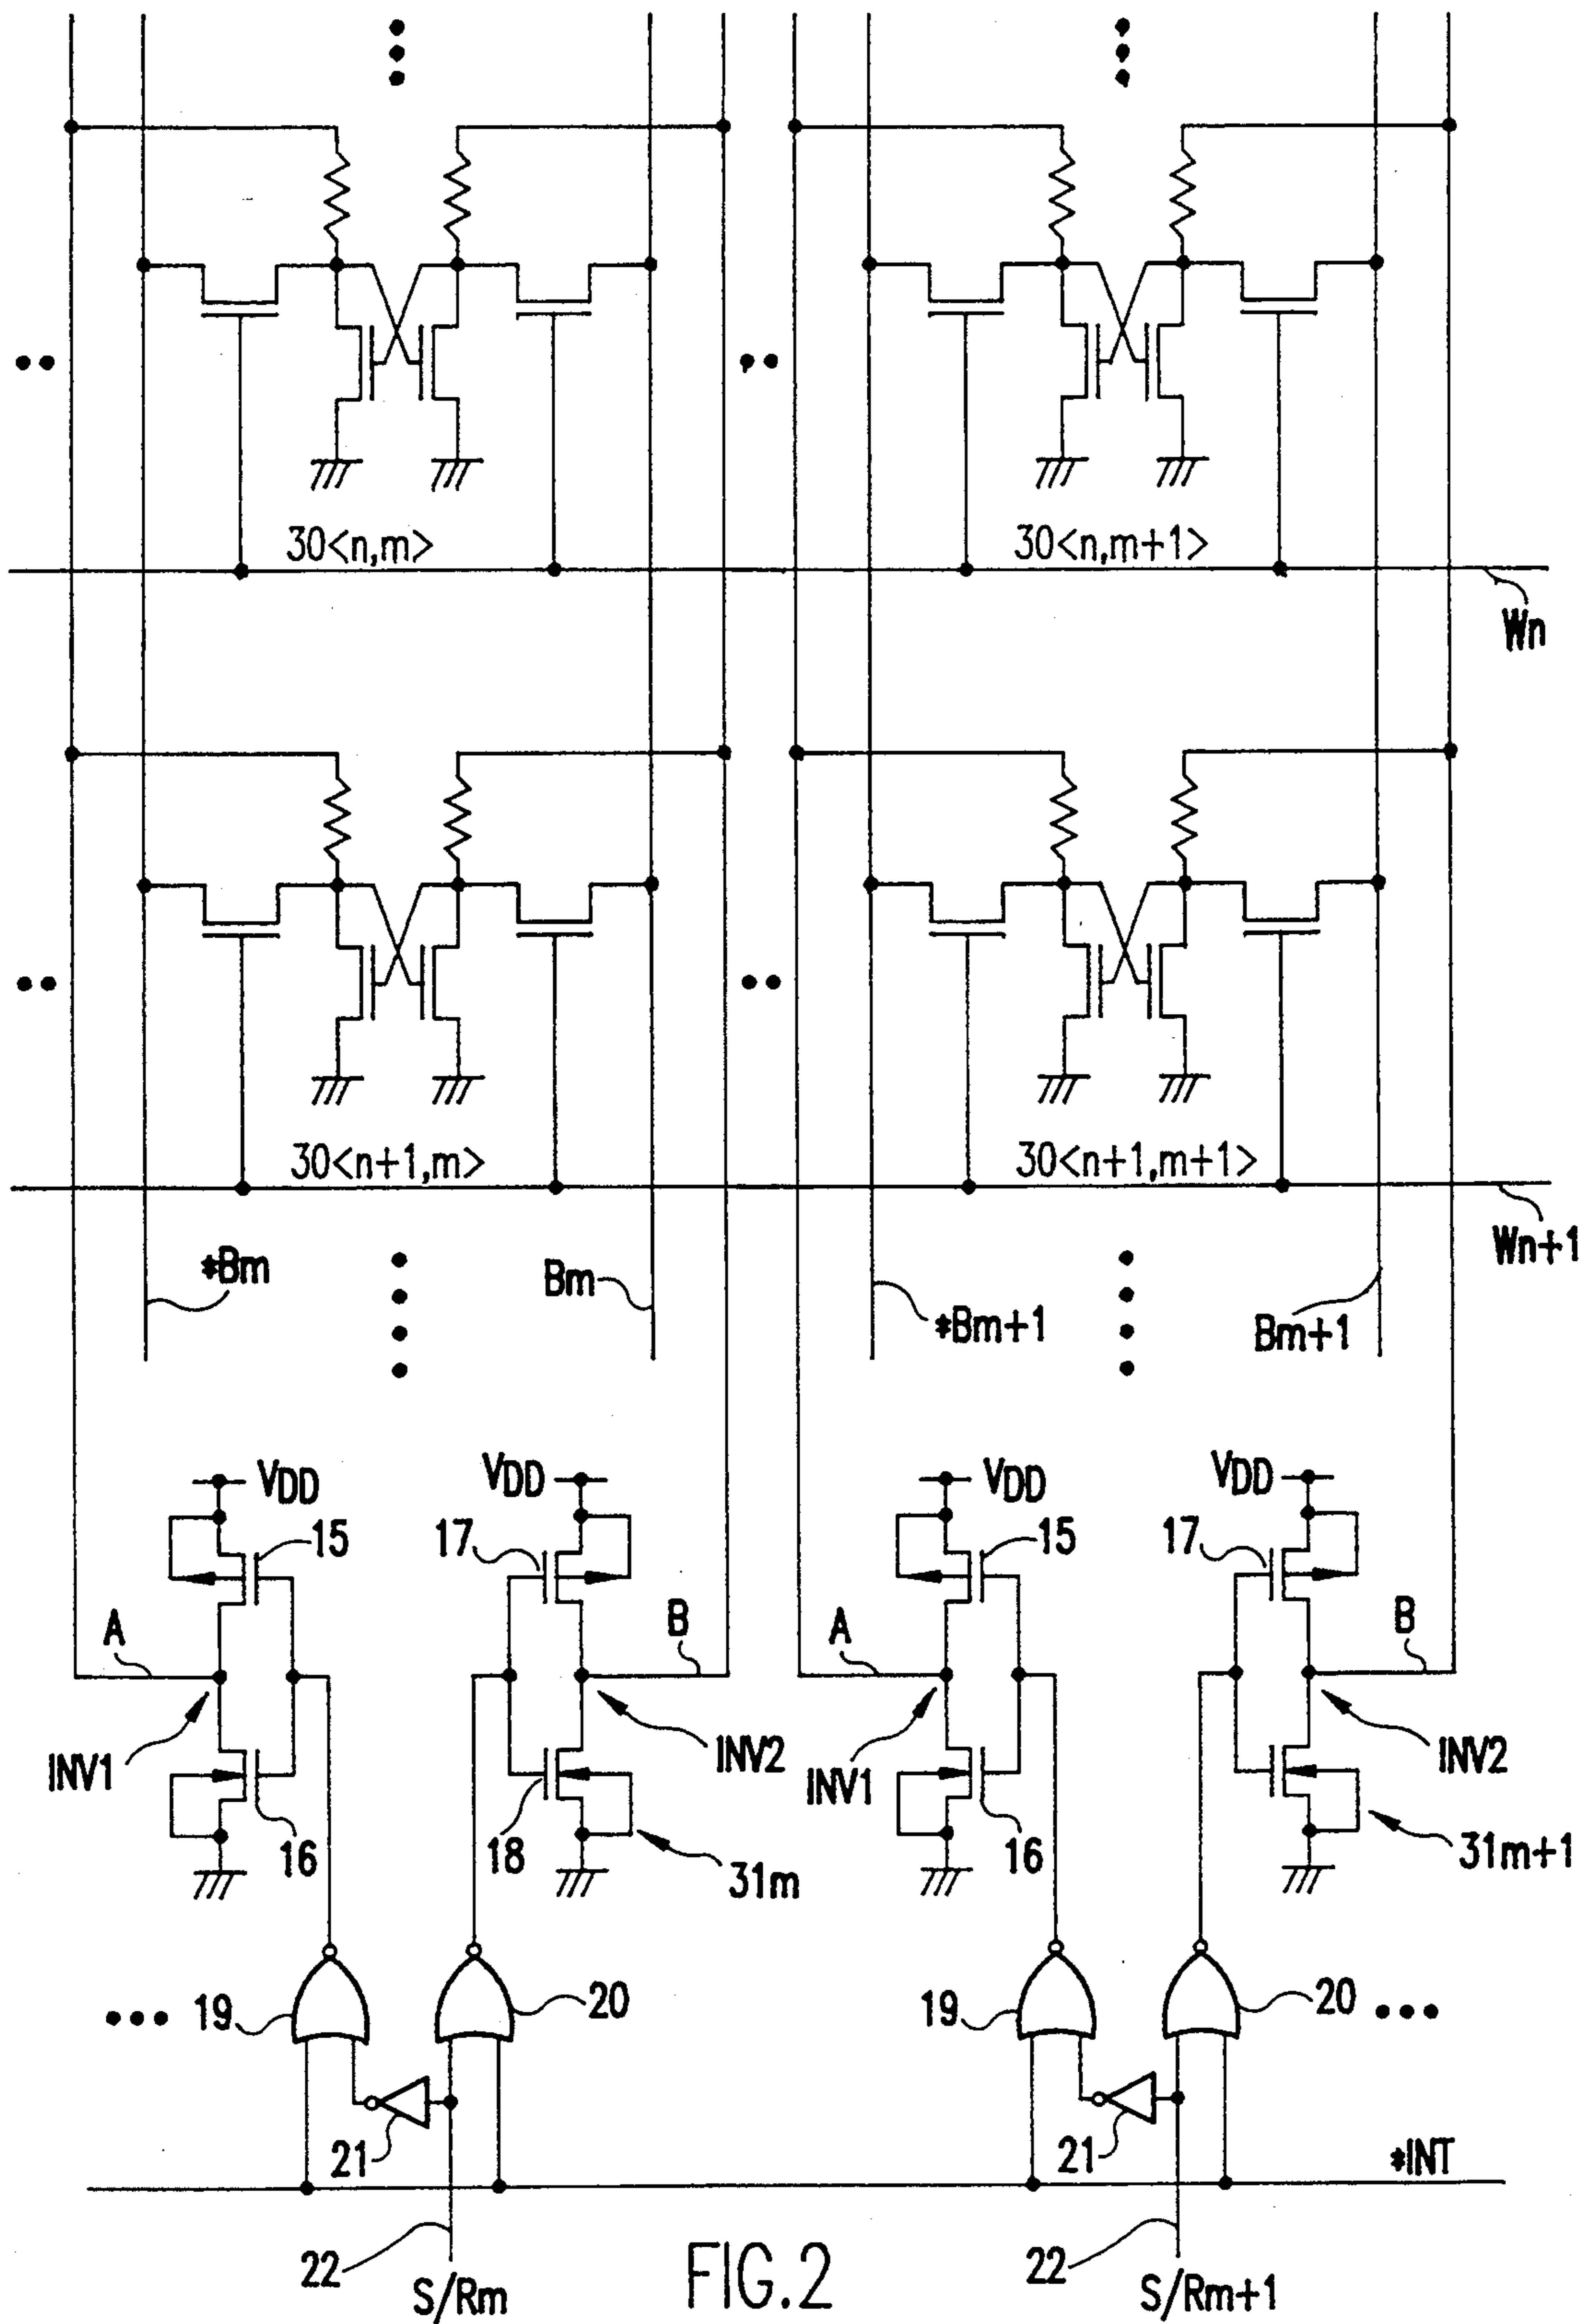 30<n,m>
30<n,m+1>
Wn
30<n+1,m>
30<n+1,m+1>
Wn+1
*Bm
Bm
*Bm+1
Bm+1
VDD
VDD
VDD
VDD
15
17
15
17
A
B
A
B
INV1
INV2
INV1
INV2
16
18
31m
16
31m+1
19
20
19
20
21
21
*INT
22
S/Rm
22
S/Rm+1
FIG.2